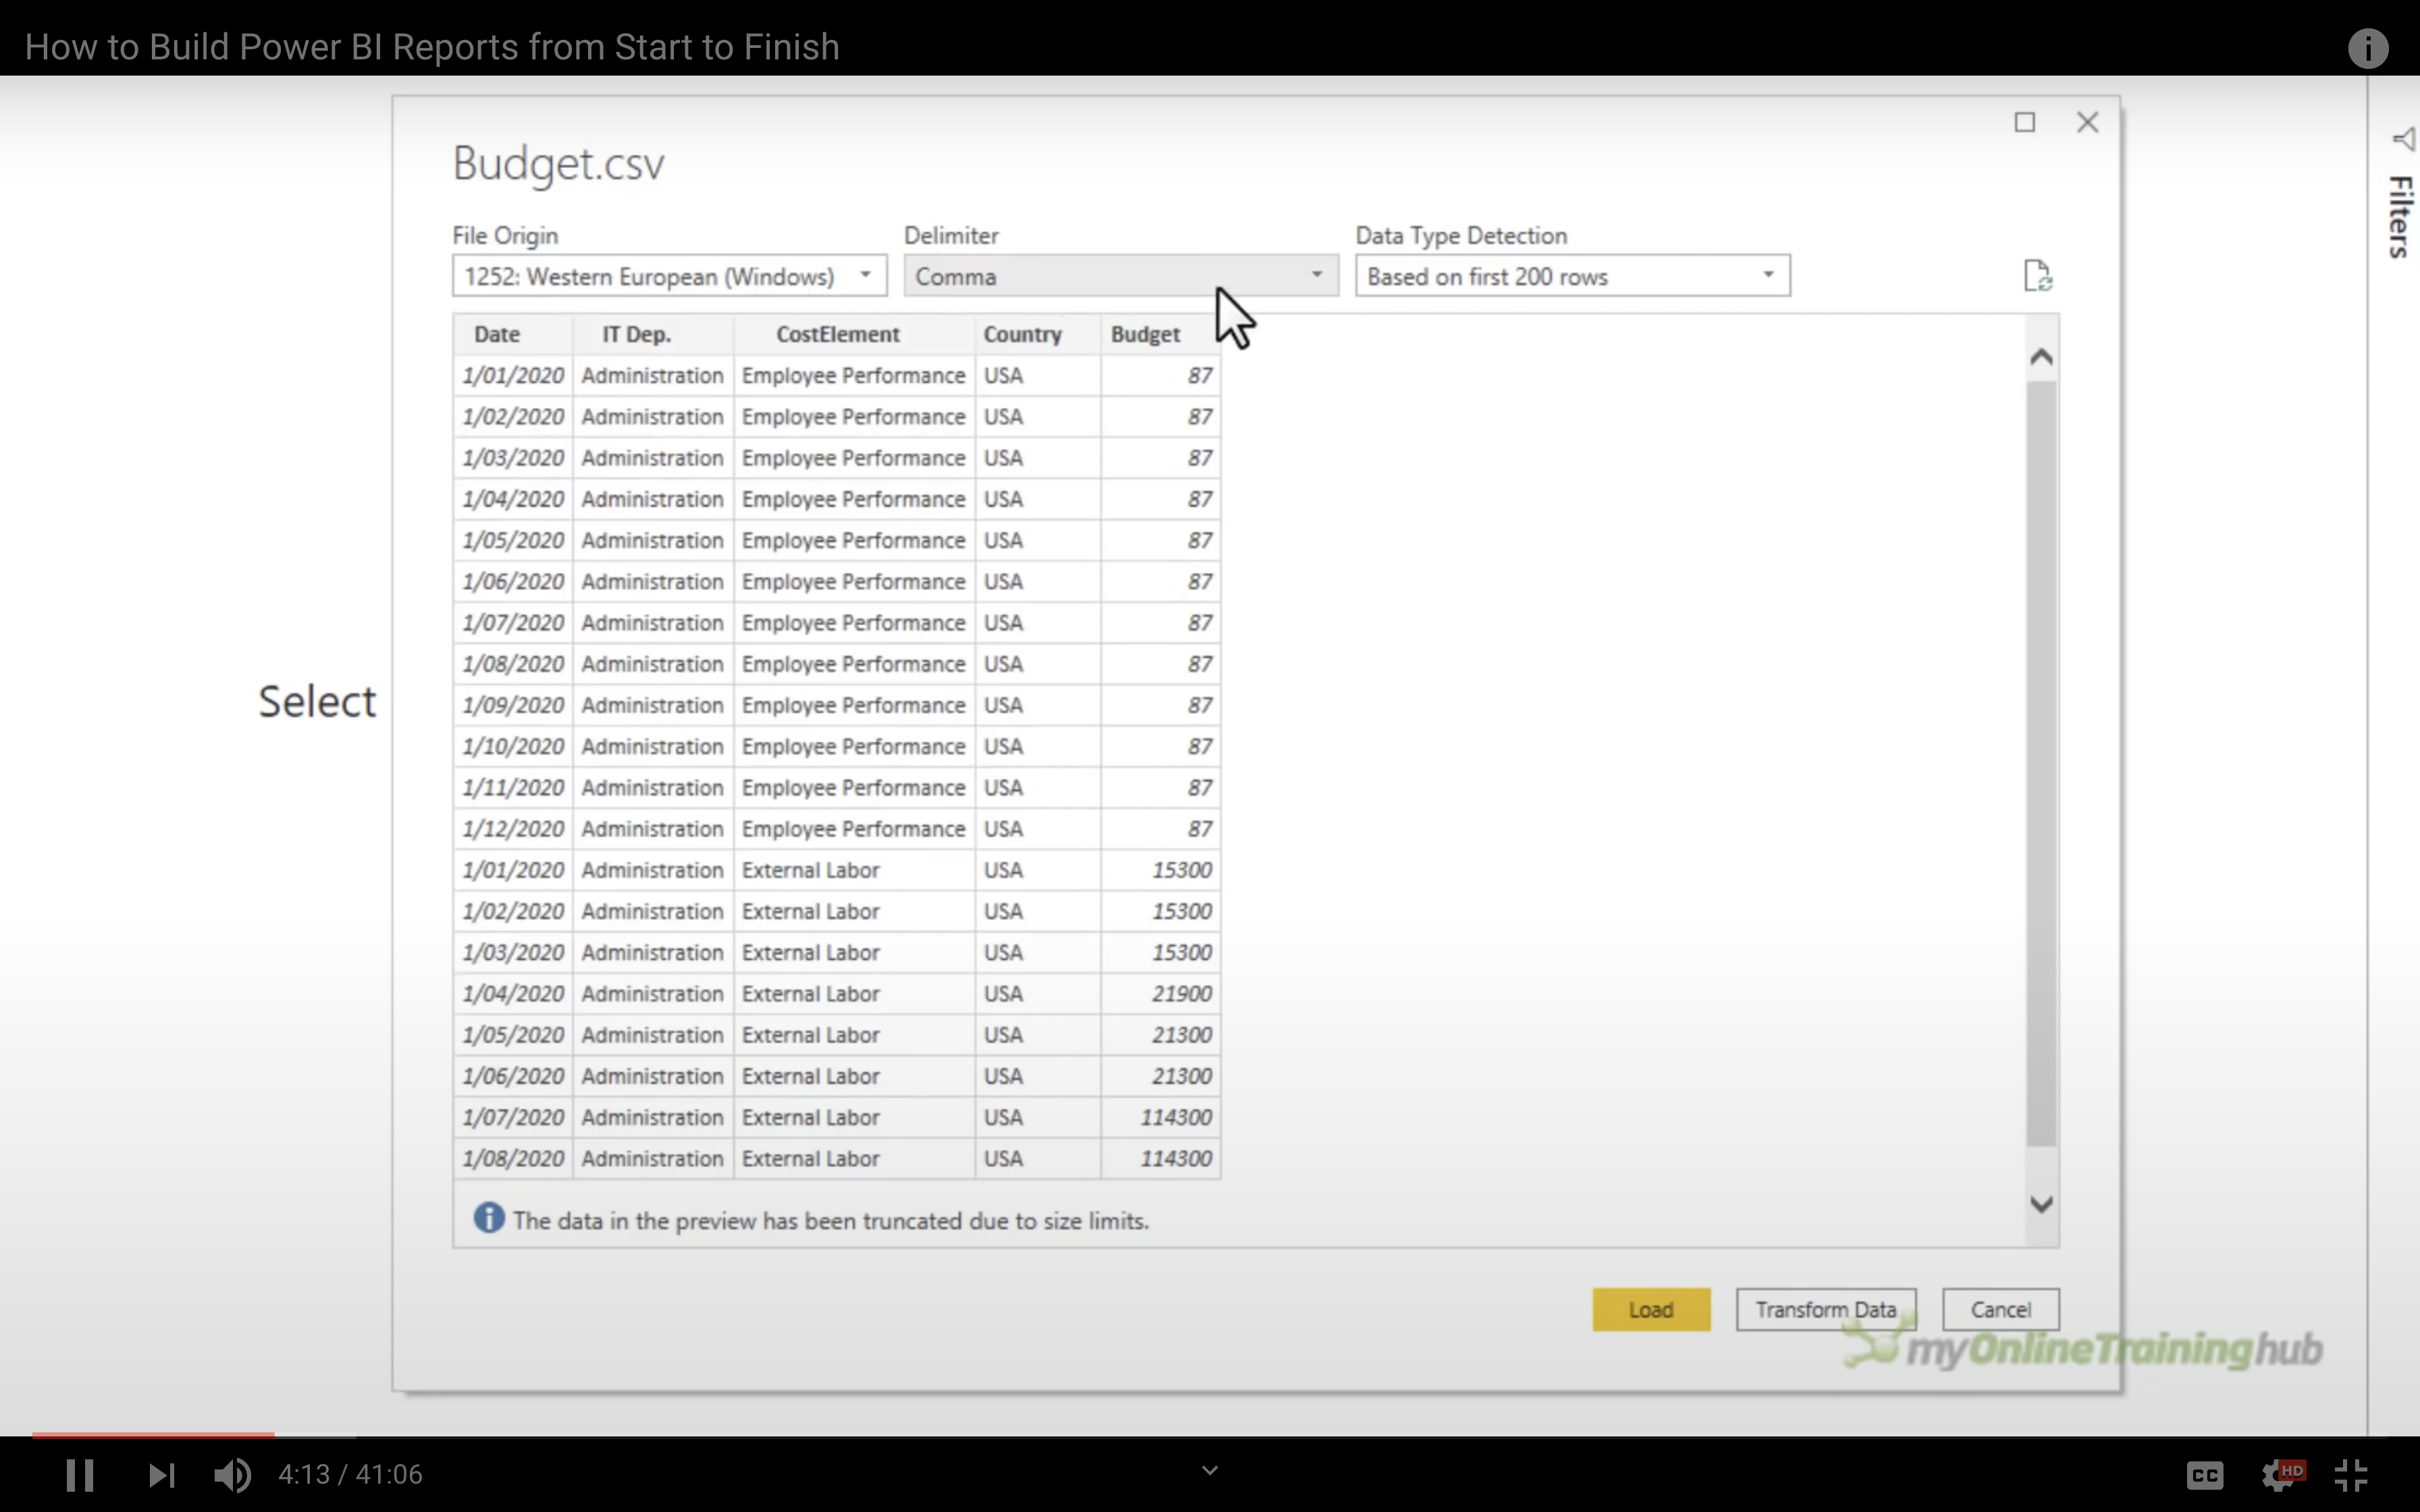 How to Build Power BI Reports from Start to Finish
Filters
Budget.csv
File Origin Delimiter Data Type Detection
1252: Western European (Windows) Comma Based on first 200 rows
Date IT Dep. CostElement Country Budget
1/01/2020 Administration Employee Performance USA 87
1/02/2020 Administration Employee Performance USA 87
1/03/2020 Administration Employee Performance USA 87
1/04/2020 Administration Employee Performance USA 87
1/05/2020 Administration Employee Performance USA 87
1/06/2020 Administration Employee Performance USA 87
1/07/2020 Administration Employee Performance USA 87
1/08/2020 Administration Employee Performance USA 87
Select
1/09/2020 Administration Employee Performance USA 87
1/10/2020 Administration Employee Performance USA 87
1/11/2020 Administration Employee Performance USA 87
1/12/2020 Administration Employee Performance USA 87
1/01/2020 Administration External Labor USA 15300
1/02/2020 Administration External Labor USA 15300
1/03/2020 Administration External Labor USA 15300
1/04/2020 Administration External Labor USA 21900
1/05/2020 Administration External Labor USA 21300
1/06/2020 Administration External Labor USA 21300
1/07/2020 Administration External Labor USA 114300
1/08/2020 Administration External Labor USA 114300
The data in the preview has been truncated due to size limits.
Load Transform Data Cancel
myOnlineTraininghub
4:13 / 41:06 CC HD